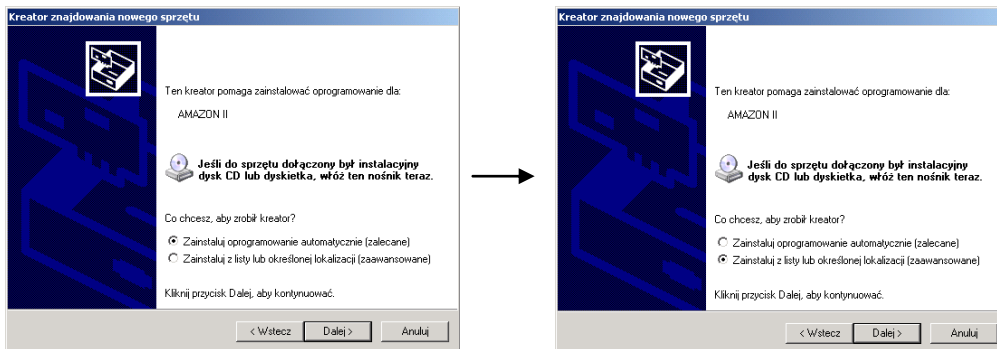 Kreator znajdowania nowego sprzętu
Ten kreator pomaga zainstalować oprogramowanie dla:
AMAZON II
Jeśli do sprzętu dołączony był instalacyjny
dysk CD lub dyskietka, włóż ten nośnik teraz.
Co chcesz, aby zrobił kreator?
Zainstaluj oprogramowanie automatycznie (zalecane)
Zainstaluj z listy lub określonej lokalizacji (zaawansowane)
Kliknij przycisk Dalej, aby kontynuować.
< Wstecz Dalej > Anuluj
Kreator znajdowania nowego sprzętu
Ten kreator pomaga zainstalować oprogramowanie dla:
AMAZON II
Jeśli do sprzętu dołączony był instalacyjny
dysk CD lub dyskietka, włóż ten nośnik teraz.
Co chcesz, aby zrobił kreator?
Zainstaluj oprogramowanie automatycznie (zalecane)
Zainstaluj z listy lub określonej lokalizacji (zaawansowane)
Kliknij przycisk Dalej, aby kontynuować.
< Wstecz Dalej > Anuluj